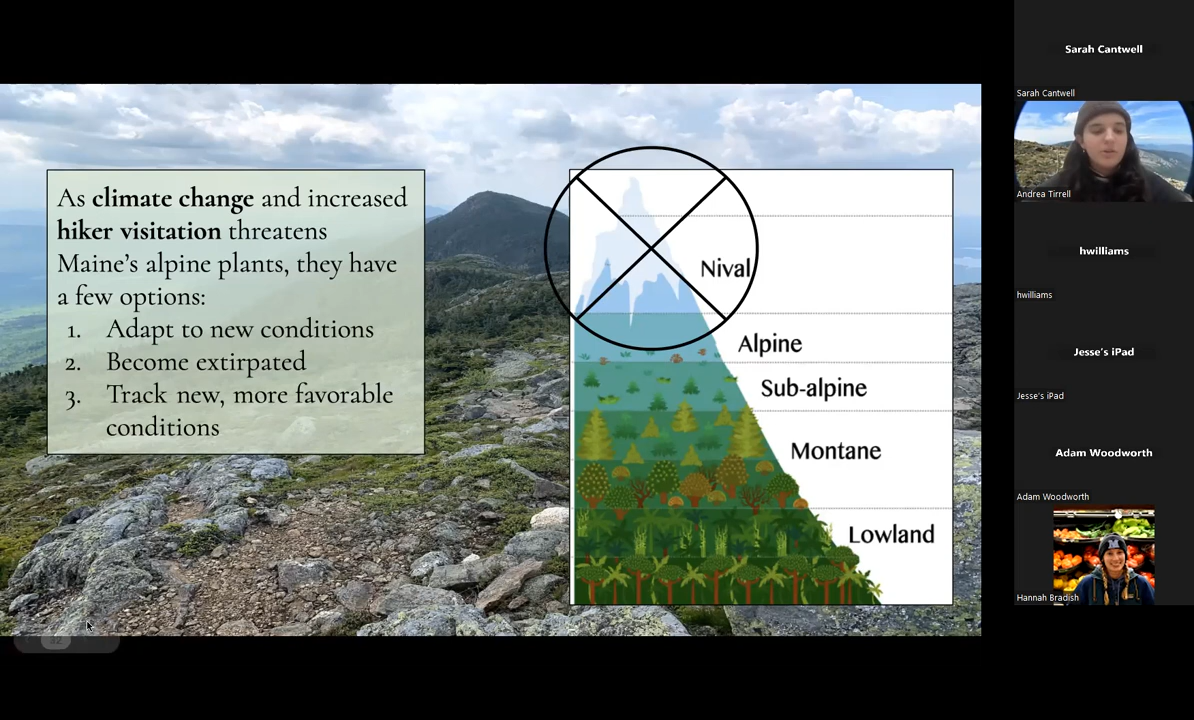 As climate change and increased
hiker visitation threatens
Maine's alpine plants, they have
a few options:
1. Adapt to new conditions
2. Become extirpated
3. Track new, more favorable
conditions
Nival
Alpine
Sub-alpine
Montane
Lowland
Sarah Cantwell
Sarah Cantwell
Andrea Tirrell
hwilliams
hwilliams
Jesse's iPad
Jesse's iPad
Adam Woodworth
Adam Woodworth
M
Hannah Bradish